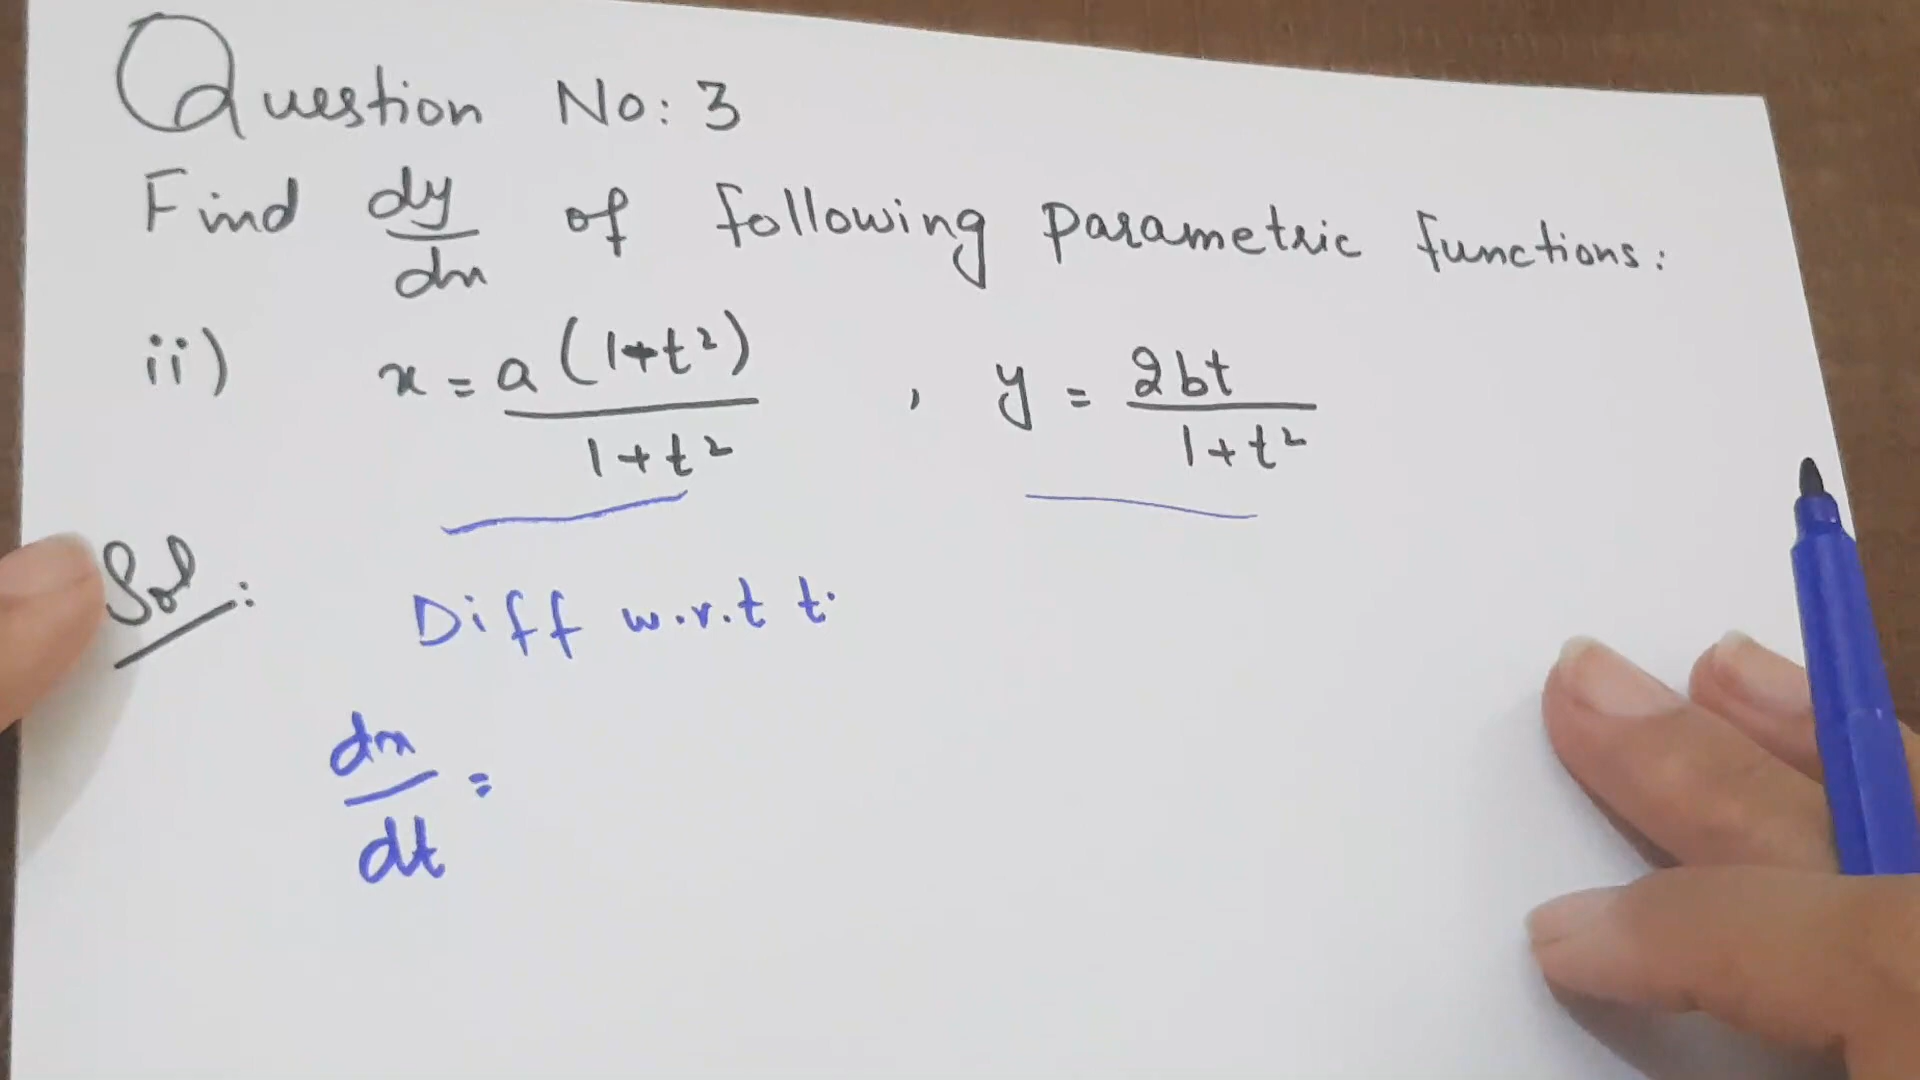 Question No: 3
Find dy/dx of following parametric functions:
ii) x = a(1+t²)/1+t² , y = 2bt/1+t²
Sol:
Diff w.r.t t.
dx/dt =